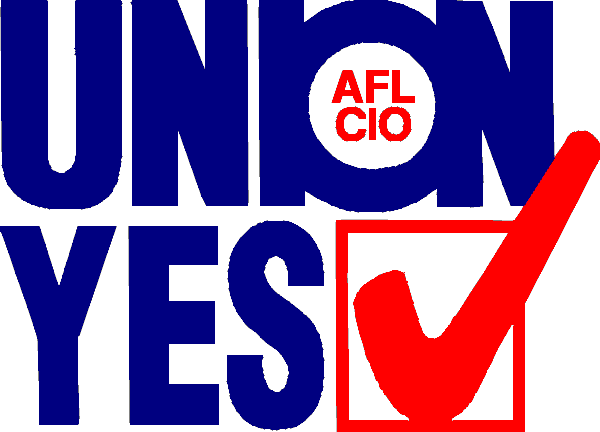 UNION
AFL
CIO
YES